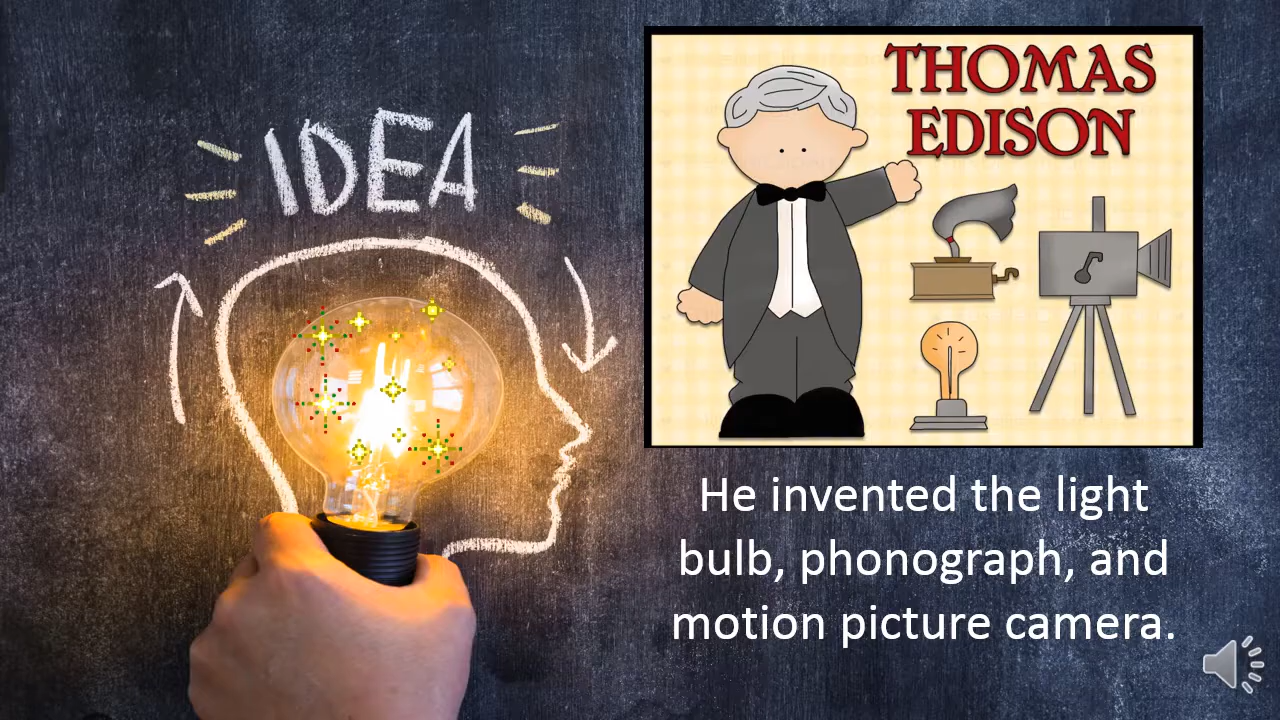 IDEA
THOMAS
EDISON
He invented the light
bulb, phonograph, and
motion picture camera.